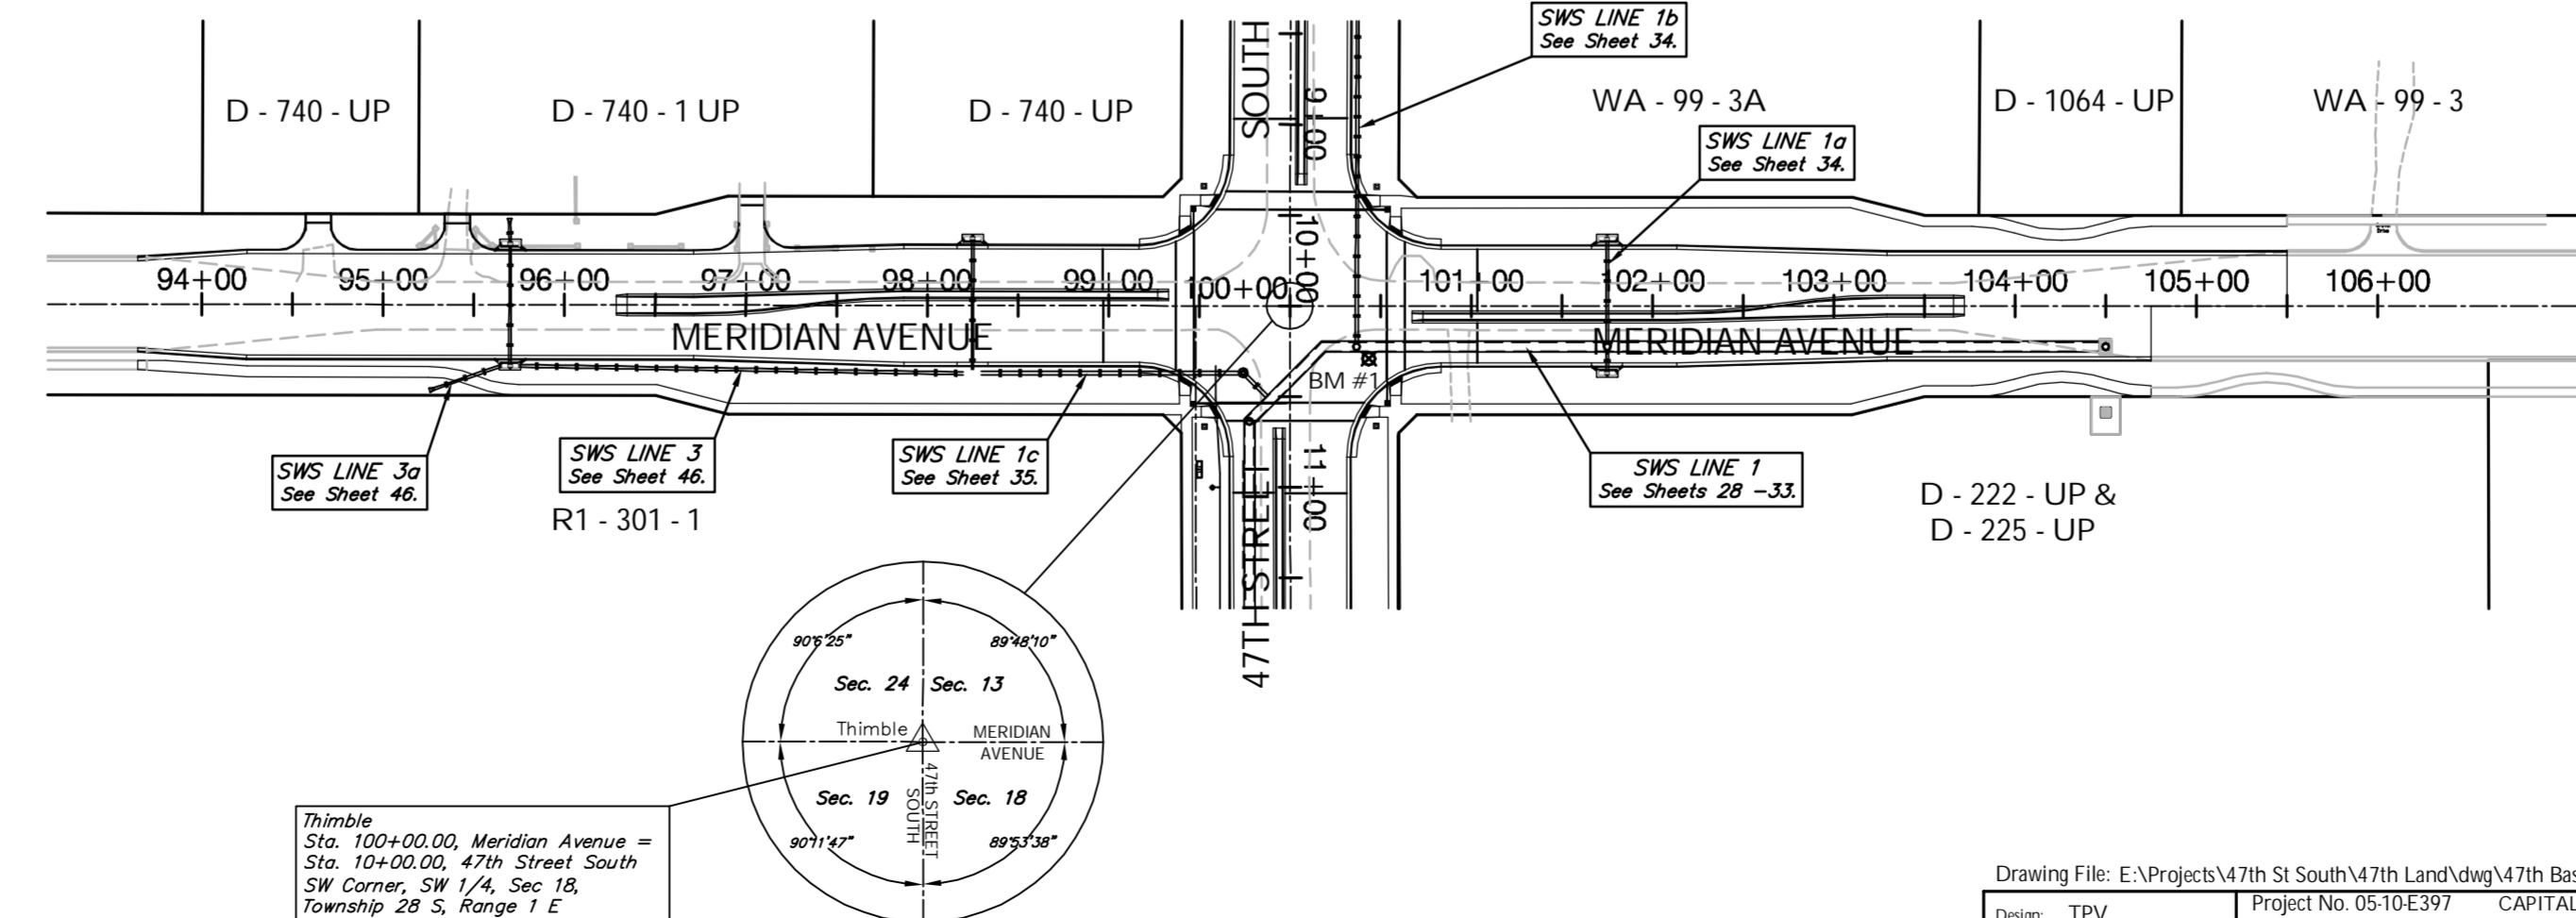 SWS LINE 1b
See Sheet 34.
D - 740 - UP
D - 740 - 1 UP
D - 740 - UP
SOUTH
9+00
WA - 99 - 3A
D - 1064 - UP
WA - 99 - 3
SWS LINE 1a
See Sheet 34.
10+00
94+00
95+00
96+00
97+00
98+00
99+00
100+00
101+00
102+00
103+00
104+00
105+00
106+00
MERIDIAN AVENUE
MERIDIAN AVENUE
BM #1
SWS LINE 3a
See Sheet 46.
SWS LINE 3
See Sheet 46.
SWS LINE 1c
See Sheet 35.
SWS LINE 1
See Sheets 28 -33.
R1 - 301 - 1
11+00
47TH STREET
D - 222 - UP &
D - 225 - UP
90°6'25"
89°48'10"
Sec. 24
Sec. 13
Thimble
MERIDIAN
AVENUE
47th STREET
SOUTH
Sec. 19
Sec. 18
90°11'47"
89°53'38"
Thimble
Sta. 100+00.00, Meridian Avenue =
Sta. 10+00.00, 47th Street South
SW Corner, SW 1/4, Sec 18,
Township 28 S, Range 1 E
Drawing File: E:\Projects\47th St South\47th Land\dwg\47th Bas
Design: TPV
Project No. 05-10-E397 CAPITAL